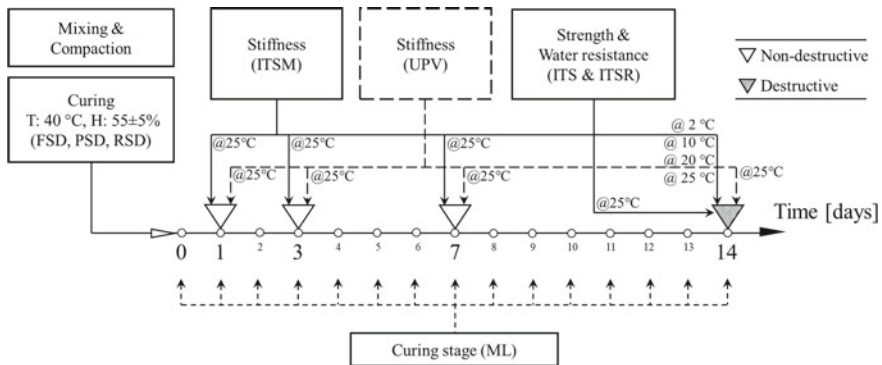 Mixing &
Compaction
Curing
T: 40 °C, H: 55±5%
(FSD, PSD, RSD)
Stiffness
(ITSM)
Stiffness
(UPV)
Strength &
Water resistance
(ITS & ITSR)
Non-destructive
Destructive
@ 2 °C
@ 10 °C
@ 20 °C
@ 25 °C
@25°C
@25°C
@25°C
@25°C
@25°C
@25°C
@25°C
@25°C
Time [days]
0 1 2 3 4 5 6 7 8 9 10 11 12 13 14
Curing stage (ML)